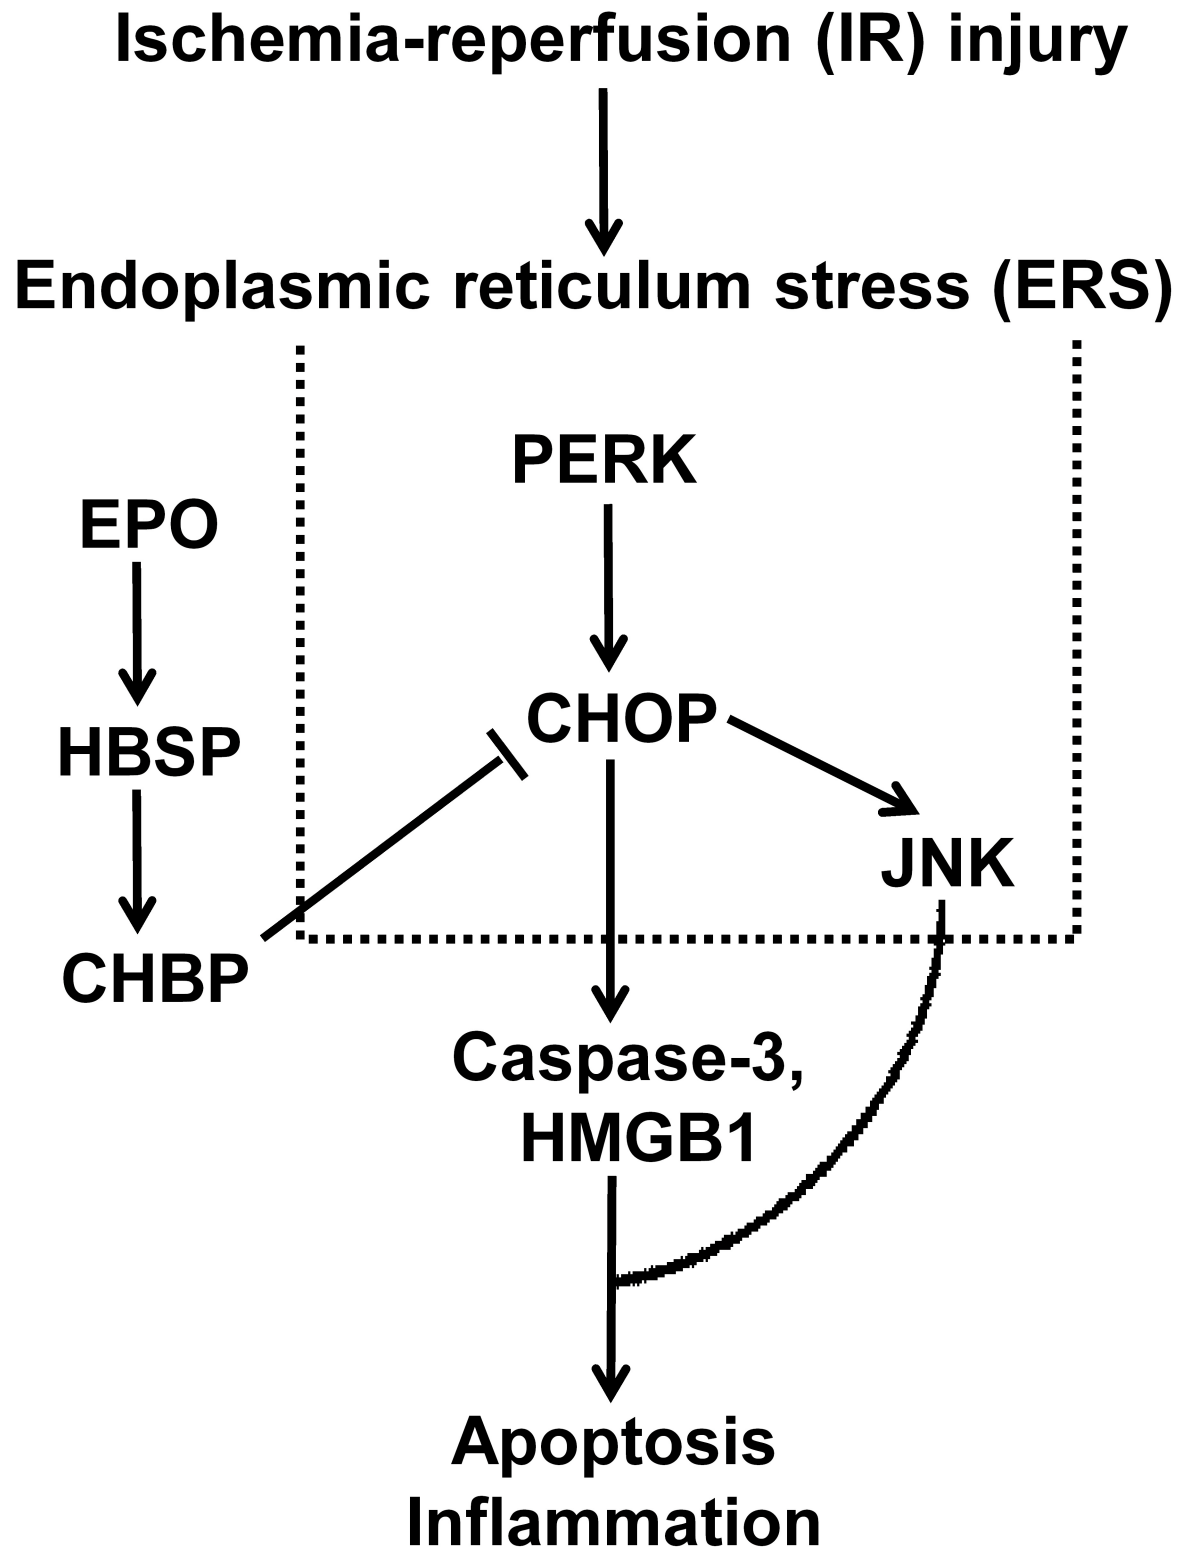 Ischemia-reperfusion (IR) injury
Endoplasmic reticulum stress (ERS)
PERK
EPO
CHOP
HBSP
JNK
CHBP
Caspase-3,
HMGB1
Apoptosis
Inflammation